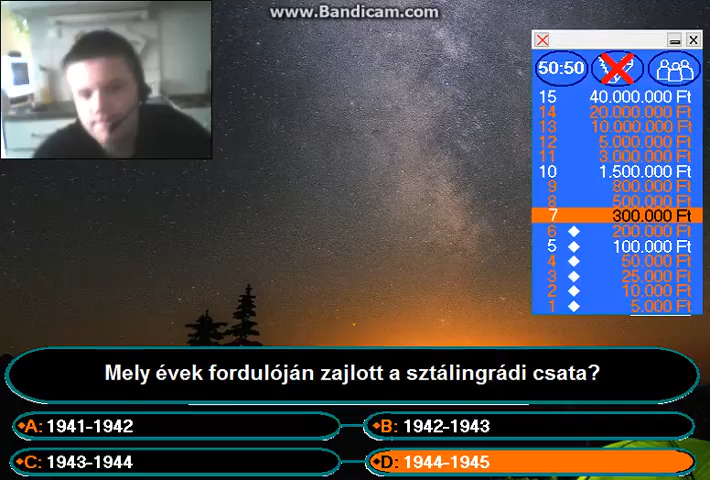 www.Bandicam.com
50:50
15 40.000.000 Ft
14 20.000.000 Ft
13 10.000.000 Ft
12 5.000.000 Ft
11 3.000.000 Ft
10 1.500.000 Ft
9 800.000 Ft
8 500.000 Ft
7 300.000 Ft
6 ◆ 200.000 Ft
5 ◆ 100.000 Ft
4 ◆ 50.000 Ft
3 ◆ 25.000 Ft
2 ◆ 10.000 Ft
1 ◆ 5.000 Ft
Mely évek fordulóján zajlott a sztálingrádi csata?
◆A: 1941-1942
◆B: 1942-1943
◆C: 1943-1944
◆D: 1944-1945